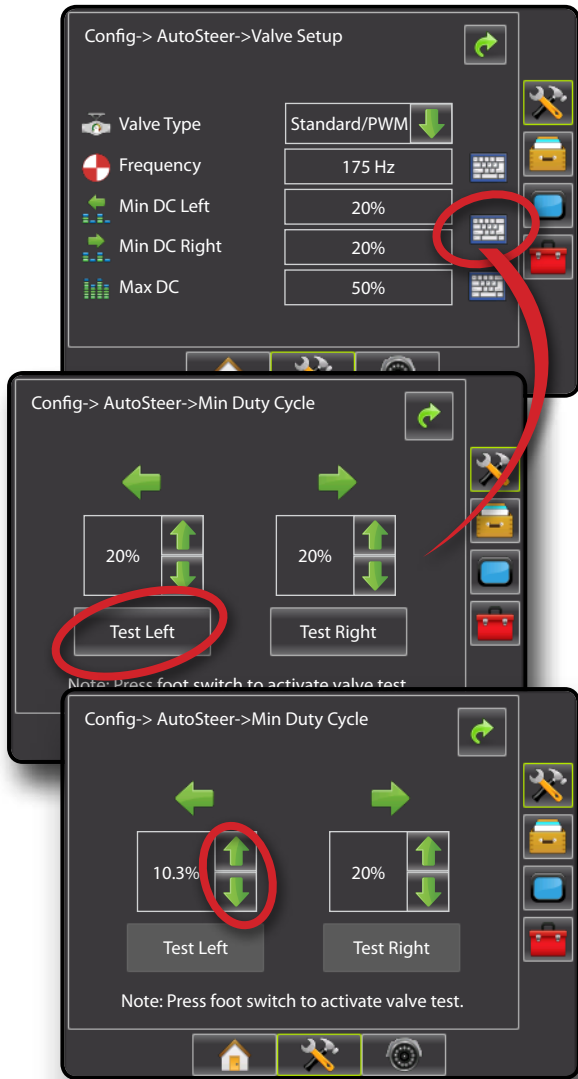 Config-> AutoSteer->Valve Setup
Valve Type Standard/PWM
Frequency 175 Hz
Min DC Left 20%
Min DC Right 20%
Max DC 50%
Config-> AutoSteer->Min Duty Cycle
20% 20%
Test Left Test Right
Note: Press foot switch to activate valve test
Config-> AutoSteer->Min Duty Cycle
10.3% 20%
Test Left Test Right
Note: Press foot switch to activate valve test.